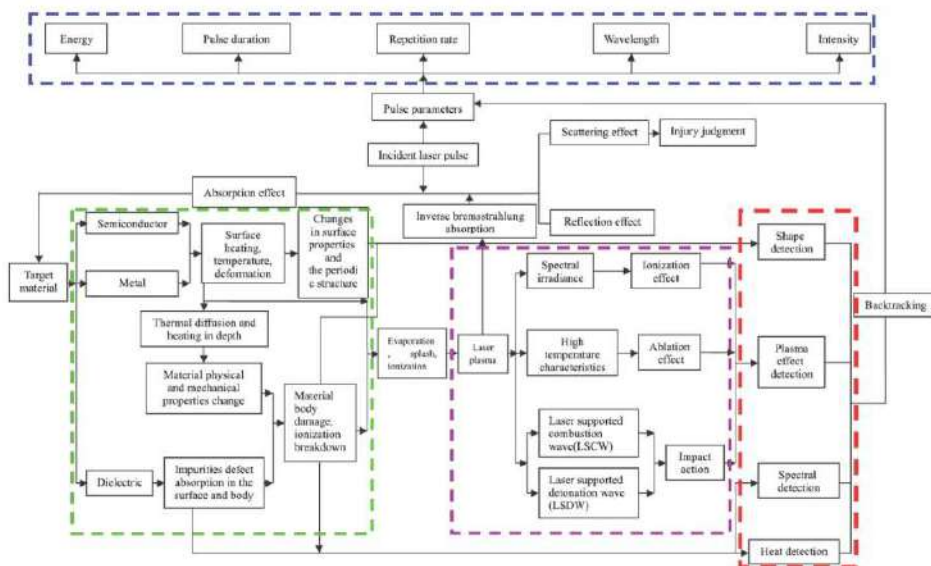 Energy
Pulse duration
Repetition rate
Wavelength
Intensity
Pulse parameters
Scattering effect
Injury judgment
Incident laser pulse
Absorption effect
Inverse bremsstrahlung
absorption
Reflection effect
Semiconductor
Surface
heating,
temperature,
deformation
Changes
in surface
properties
and
the periodi
c structure
Shape
detection
Target
material
Metal
Spectral
irradiance
Ionization
effect
Backtracking
Thermal diffusion and
heating in depth
Evaporation
, splash,
ionization
Laser
plasma
High
temperature
characteristics
Ablation
effect
Plasma
effect
detection
Material physical
and mechanical
properties change
Material
body
damage,
ionization
breakdown
Laser supported
combustion
wave(LSCW)
Impact
action
Dielectric
Impurities defect
absorption in the
surface and body
Laser supported
detonation wave
(LSDW)
Spectral
detection
Heat detection